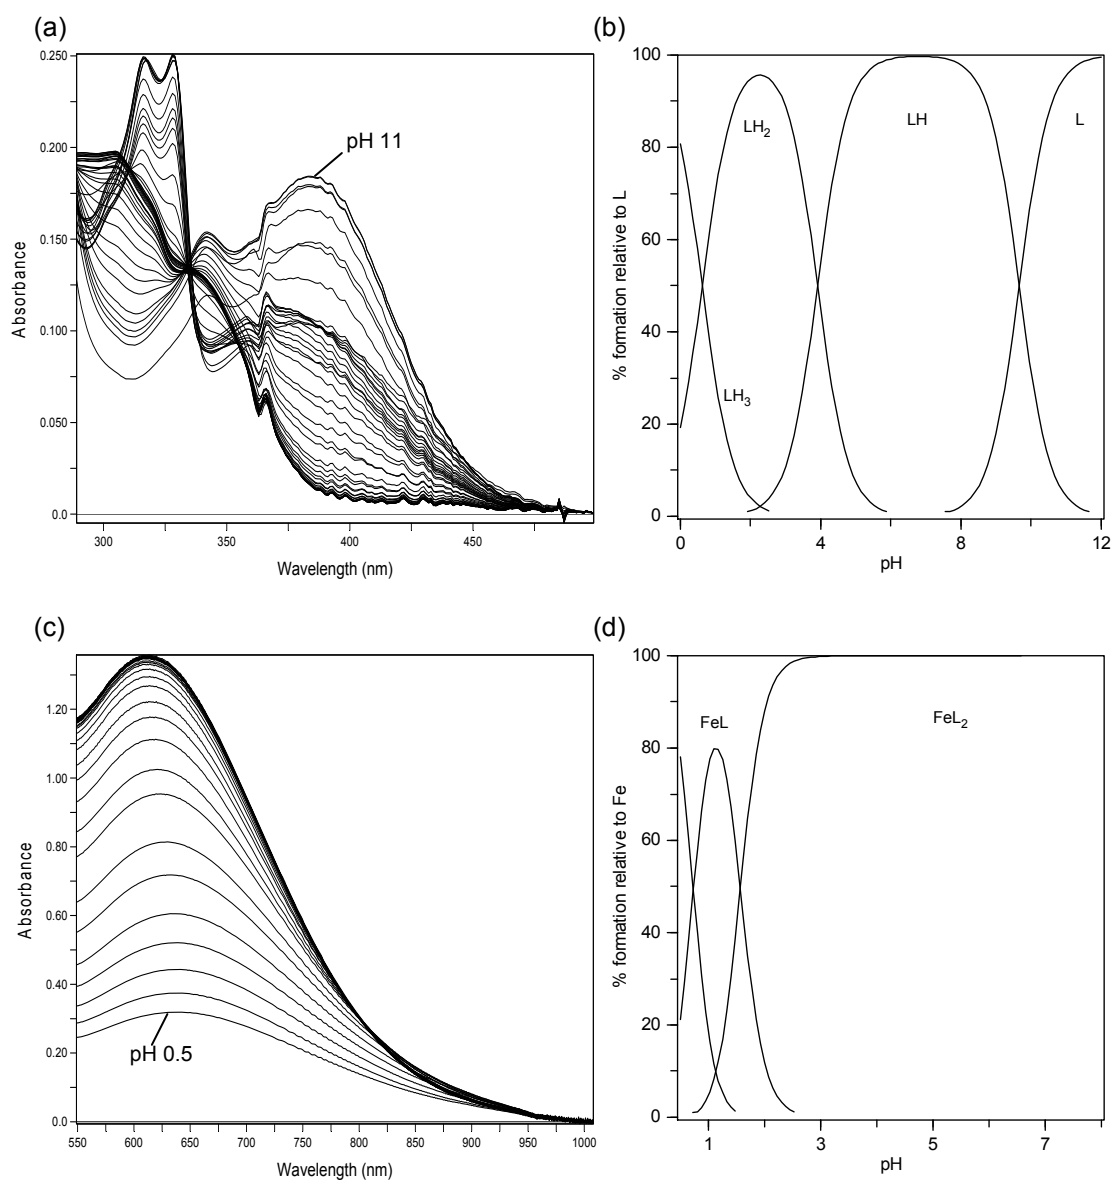 (a)
0.250
0.200
0.150
0.100
0.050
0.0
Absorbance
pH 11
300
350
400
450
Wavelength (nm)
(b)
100
80
60
40
20
0
% formation relative to L
LH2
LH
L
LH3
0
4
8
12
pH
(c)
1.20
1.00
0.80
0.60
0.40
0.20
0.0
Absorbance
pH 0.5
550
600
650
700
750
800
850
900
950
1000
Wavelength (nm)
(d)
100
80
60
40
20
0
% formation relative to Fe
FeL
FeL2
1
3
5
7
pH